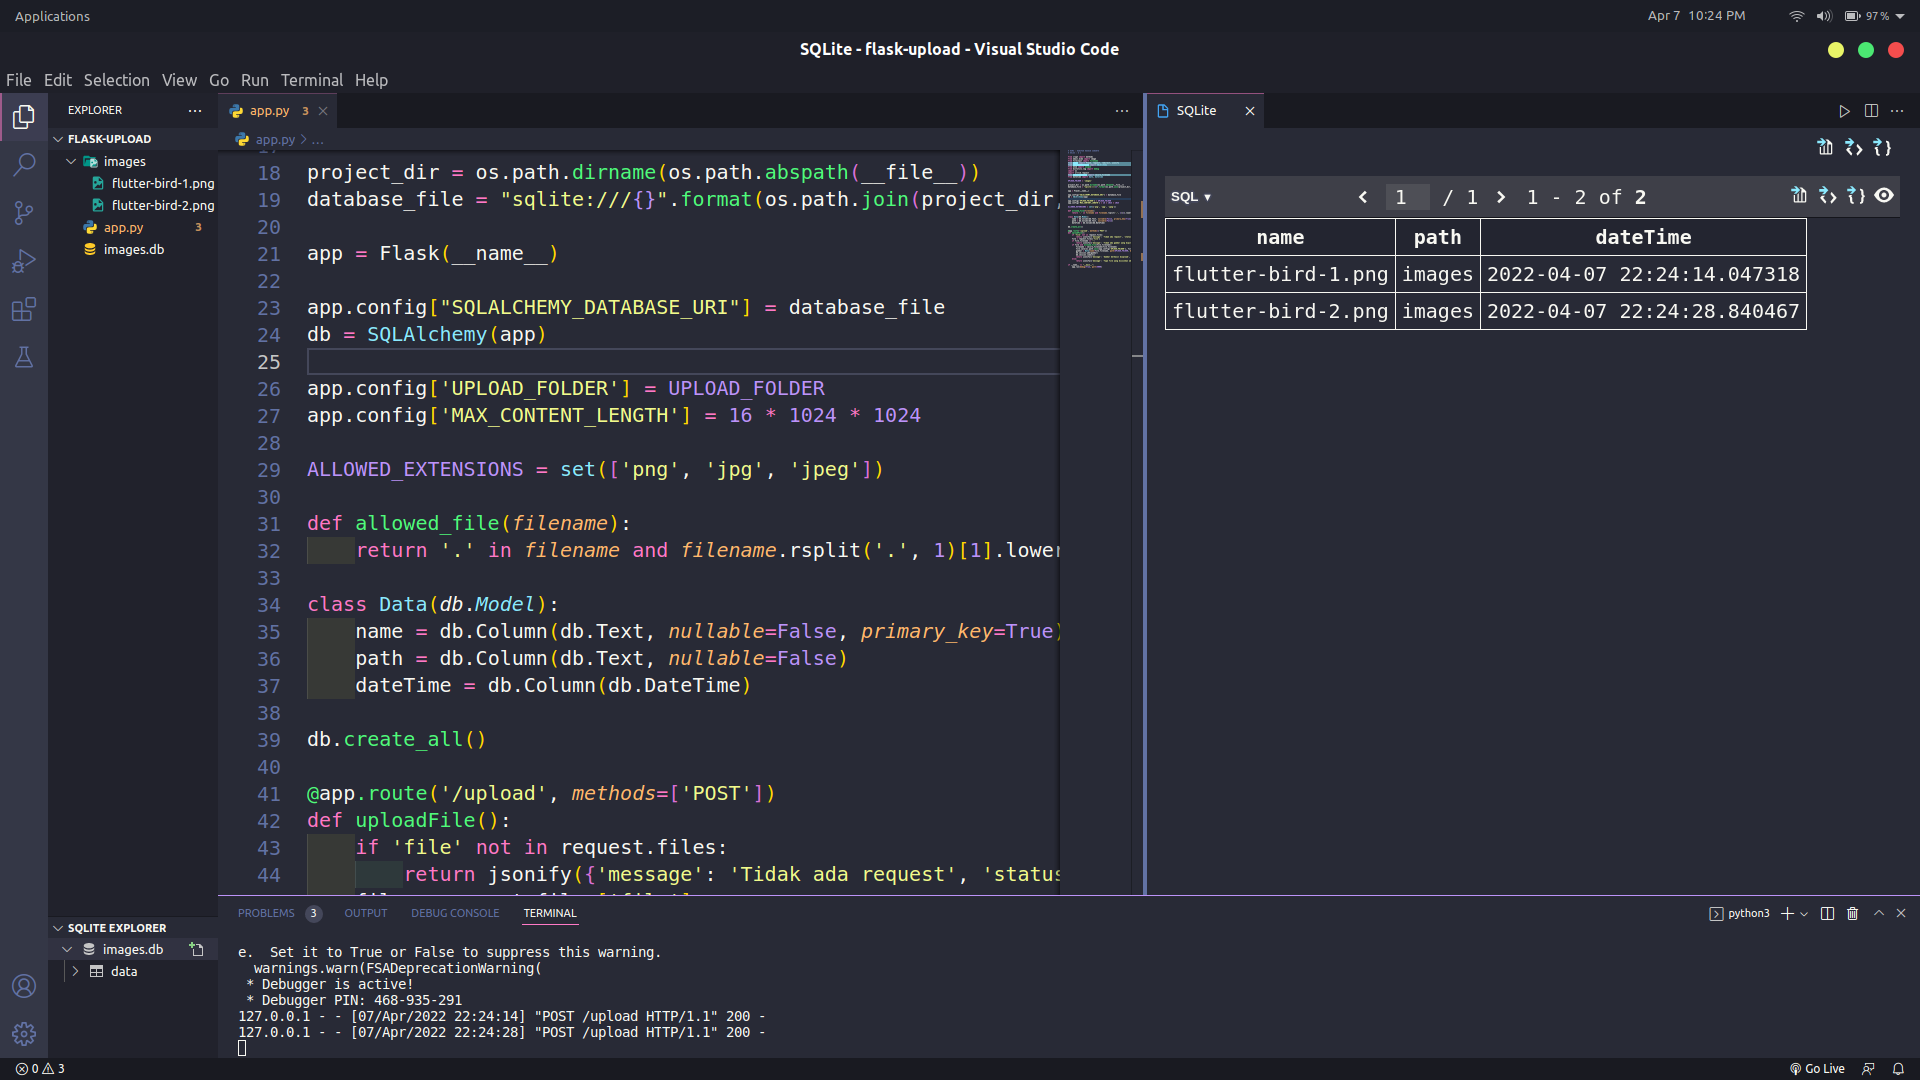 Applications
Apr 7 10:24 PM
97 %
SQLite - flask-upload - Visual Studio Code
File Edit Selection View Go Run Terminal Help
EXPLORER
FLASK-UPLOAD
images
flutter-bird-1.png
flutter-bird-2.png
app.py 3
images.db
SQLITE EXPLORER
images.db
data
app.py 3
app.py > ...
18 project_dir = os.path.dirname(os.path.abspath(__file__))
19 database_file = "sqlite:///{}".format(os.path.join(project_dir,
20
21 app = Flask(__name__)
22
23 app.config["SQLALCHEMY_DATABASE_URI"] = database_file
24 db = SQLAlchemy(app)
25
26 app.config['UPLOAD_FOLDER'] = UPLOAD_FOLDER
27 app.config['MAX_CONTENT_LENGTH'] = 16 * 1024 * 1024
28
29 ALLOWED_EXTENSIONS = set(['png', 'jpg', 'jpeg'])
30
31 def allowed_file(filename):
32 return '.' in filename and filename.rsplit('.', 1)[1].lower
33
34 class Data(db.Model):
35 name = db.Column(db.Text, nullable=False, primary_key=True)
36 path = db.Column(db.Text, nullable=False)
37 dateTime = db.Column(db.DateTime)
38
39 db.create_all()
40
41 @app.route('/upload', methods=['POST'])
42 def uploadFile():
43 if 'file' not in request.files:
44 return jsonify({'message': 'Tidak ada request', 'status
SQLite
SQL ▼ < 1 / 1 > 1 - 2 of 2
name path dateTime
flutter-bird-1.png images 2022-04-07 22:24:14.047318
flutter-bird-2.png images 2022-04-07 22:24:28.840467
PROBLEMS 3 OUTPUT DEBUG CONSOLE TERMINAL
python3
e. Set it to True or False to suppress this warning.
warnings.warn(FSADeprecationWarning(
* Debugger is active!
* Debugger PIN: 468-935-291
127.0.0.1 - - [07/Apr/2022 22:24:14] "POST /upload HTTP/1.1" 200 -
127.0.0.1 - - [07/Apr/2022 22:24:28] "POST /upload HTTP/1.1" 200 -
0 3
Go Live